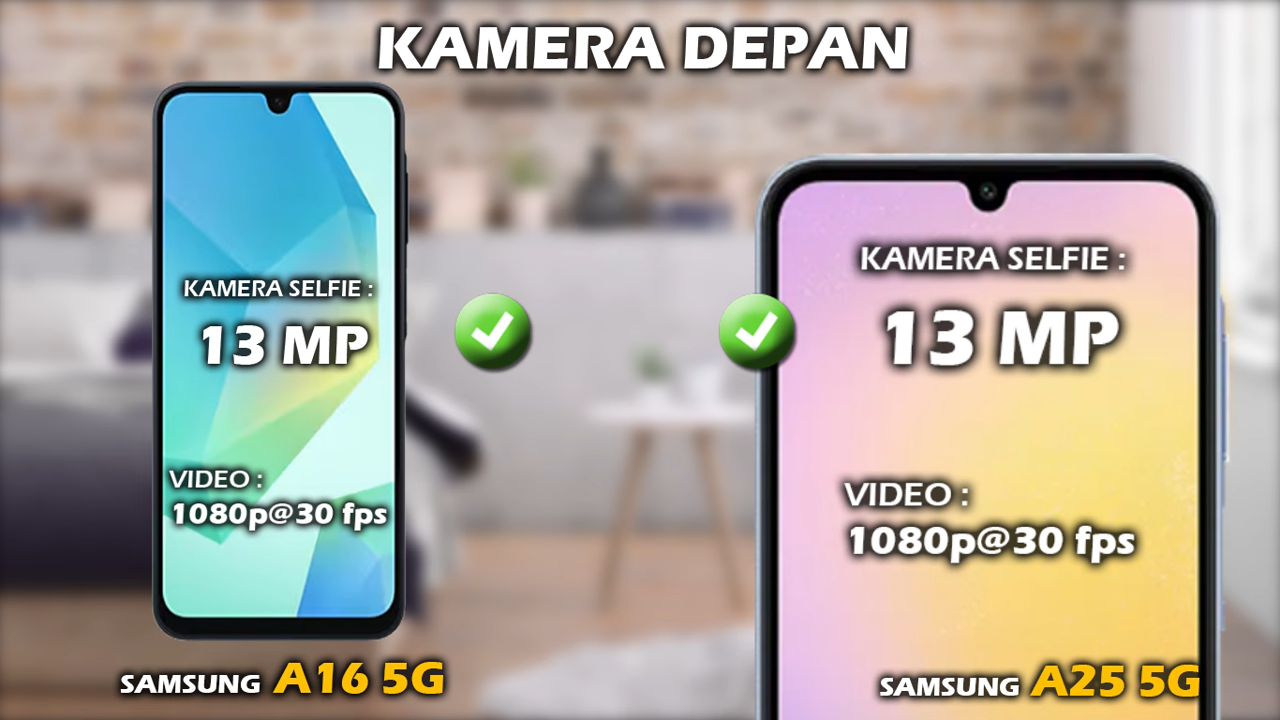 KAMERA DEPAN
KAMERA SELFIE :
13 MP
VIDEO :
1080p@30 fps
SAMSUNG A16 5G
KAMERA SELFIE :
13 MP
VIDEO :
1080p@30 fps
SAMSUNG A25 5G